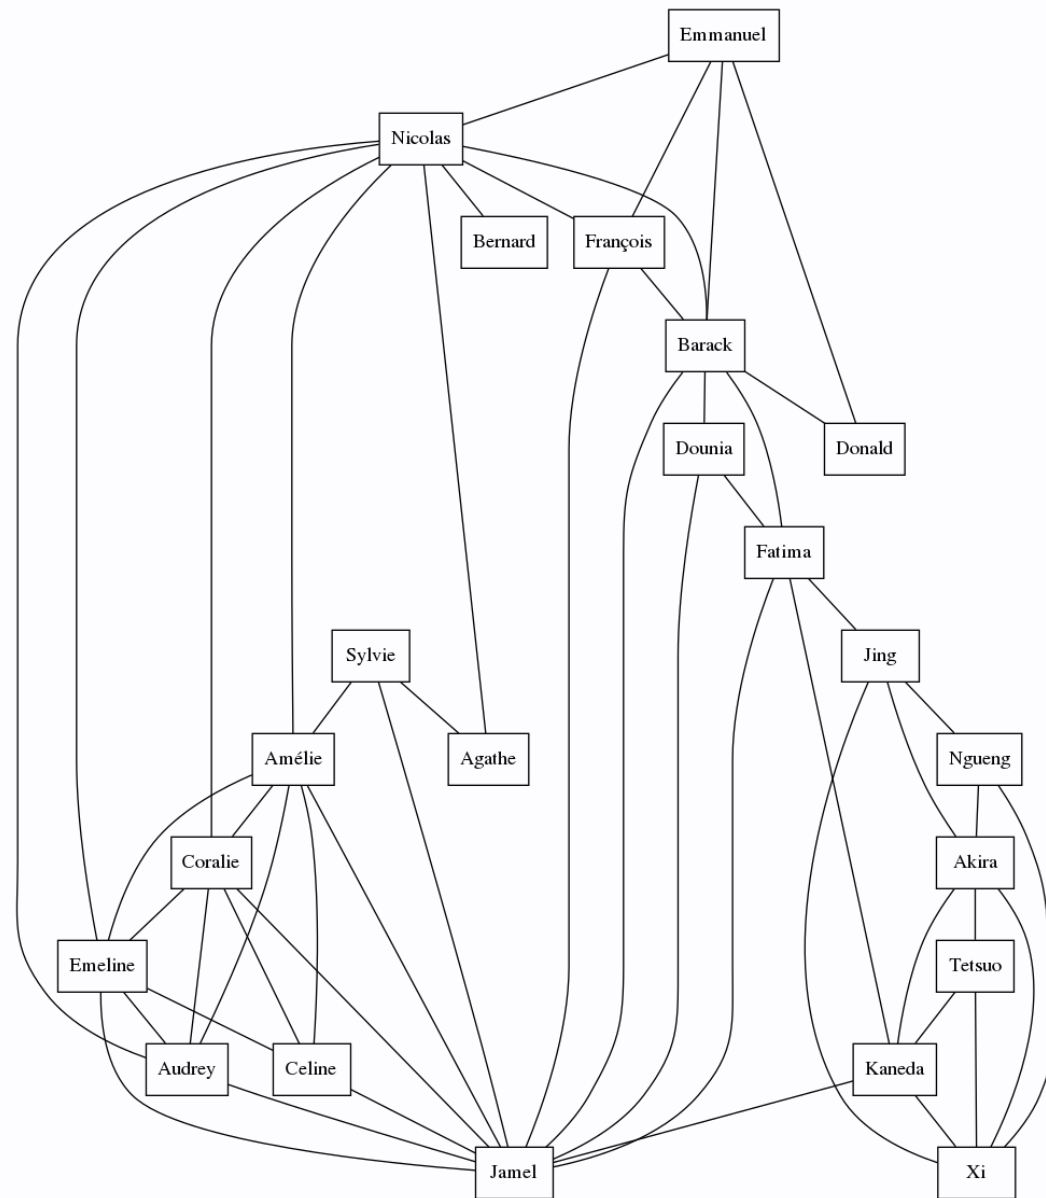 Emmanuel
Nicolas
Bernard
François
Barack
Dounia
Donald
Fatima
Sylvie
Jing
Amélie
Agathe
Ngueng
Coralie
Akira
Emeline
Tetsuo
Audrey
Celine
Kaneda
Jamel
Xi